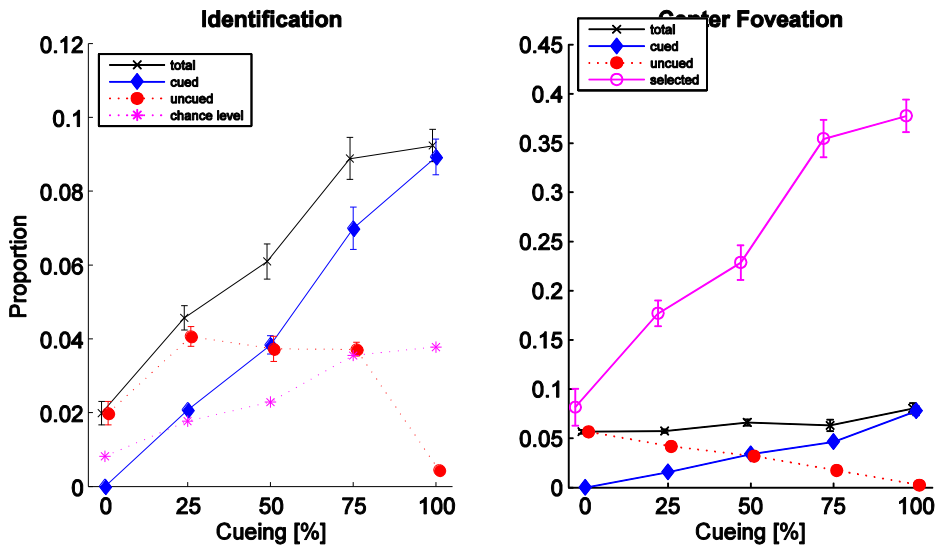 Identification
0.12
0.1
0.08
0.06
0.04
0.02
0
total
cued
uncued
chance level
Proportion
0 25 50 75 100
Cueing [%]
Center Foveation
0.45
0.4
0.35
0.3
0.25
0.2
0.15
0.1
0.05
0
total
cued
uncued
selected
0 25 50 75 100
Cueing [%]